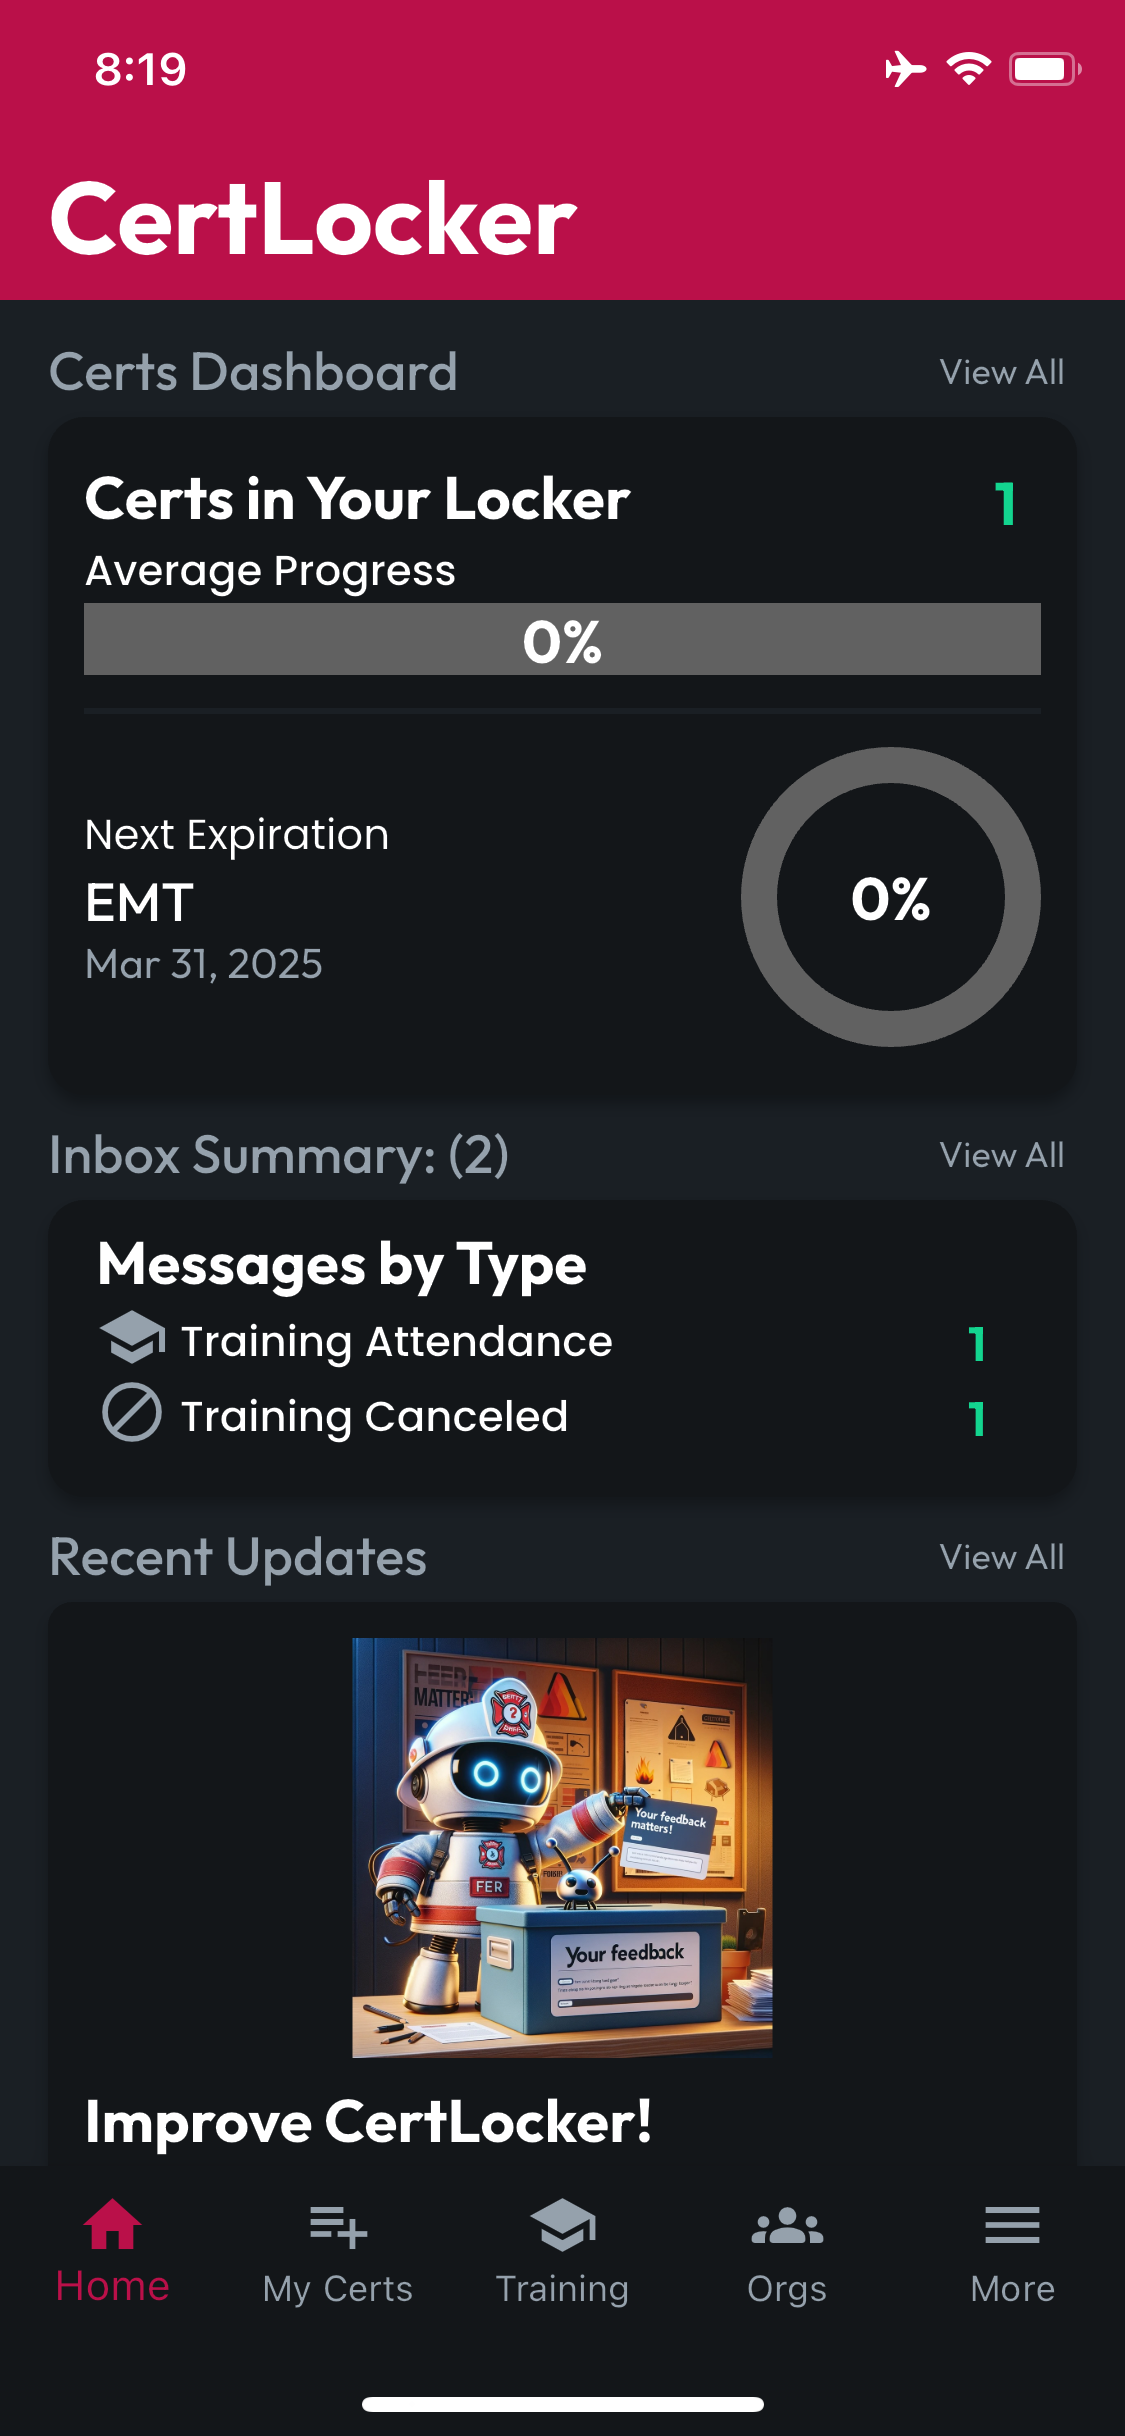 8:19
CertLocker
Certs Dashboard
View All
Certs in Your Locker
1
Average Progress
0%
Next Expiration
EMT
Mar 31, 2025
0%
Inbox Summary: (2)
View All
Messages by Type
Training Attendance
1
Training Canceled
1
Recent Updates
View All
MATTER
2
Your feedback
matters!
FER
Your feedback
Improve CertLocker!
Home
My Certs
Training
Orgs
More